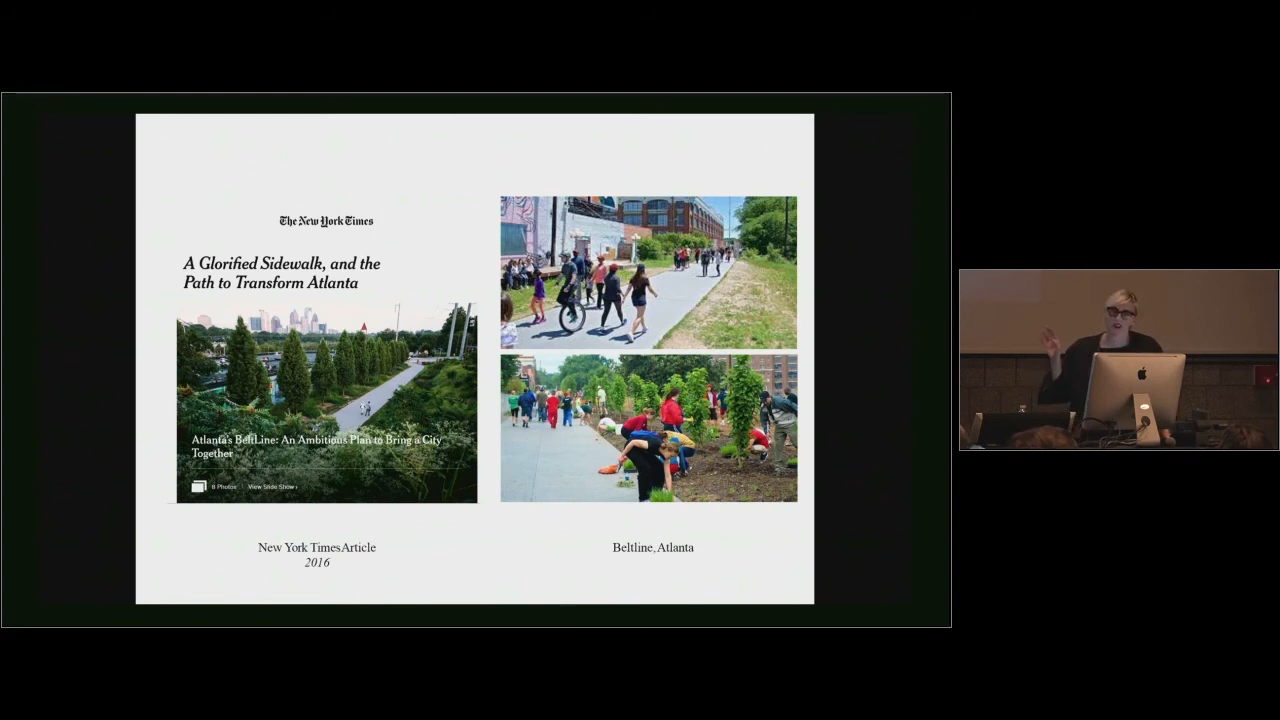 The New York Times
A Glorified Sidewalk, and the
Path to Transform Atlanta
Atlanta's BeltLine: An Ambitious Plan to Bring a City
Together
8 Photos
View Slide Show ›
New York Times Article
2016
Beltline, Atlanta